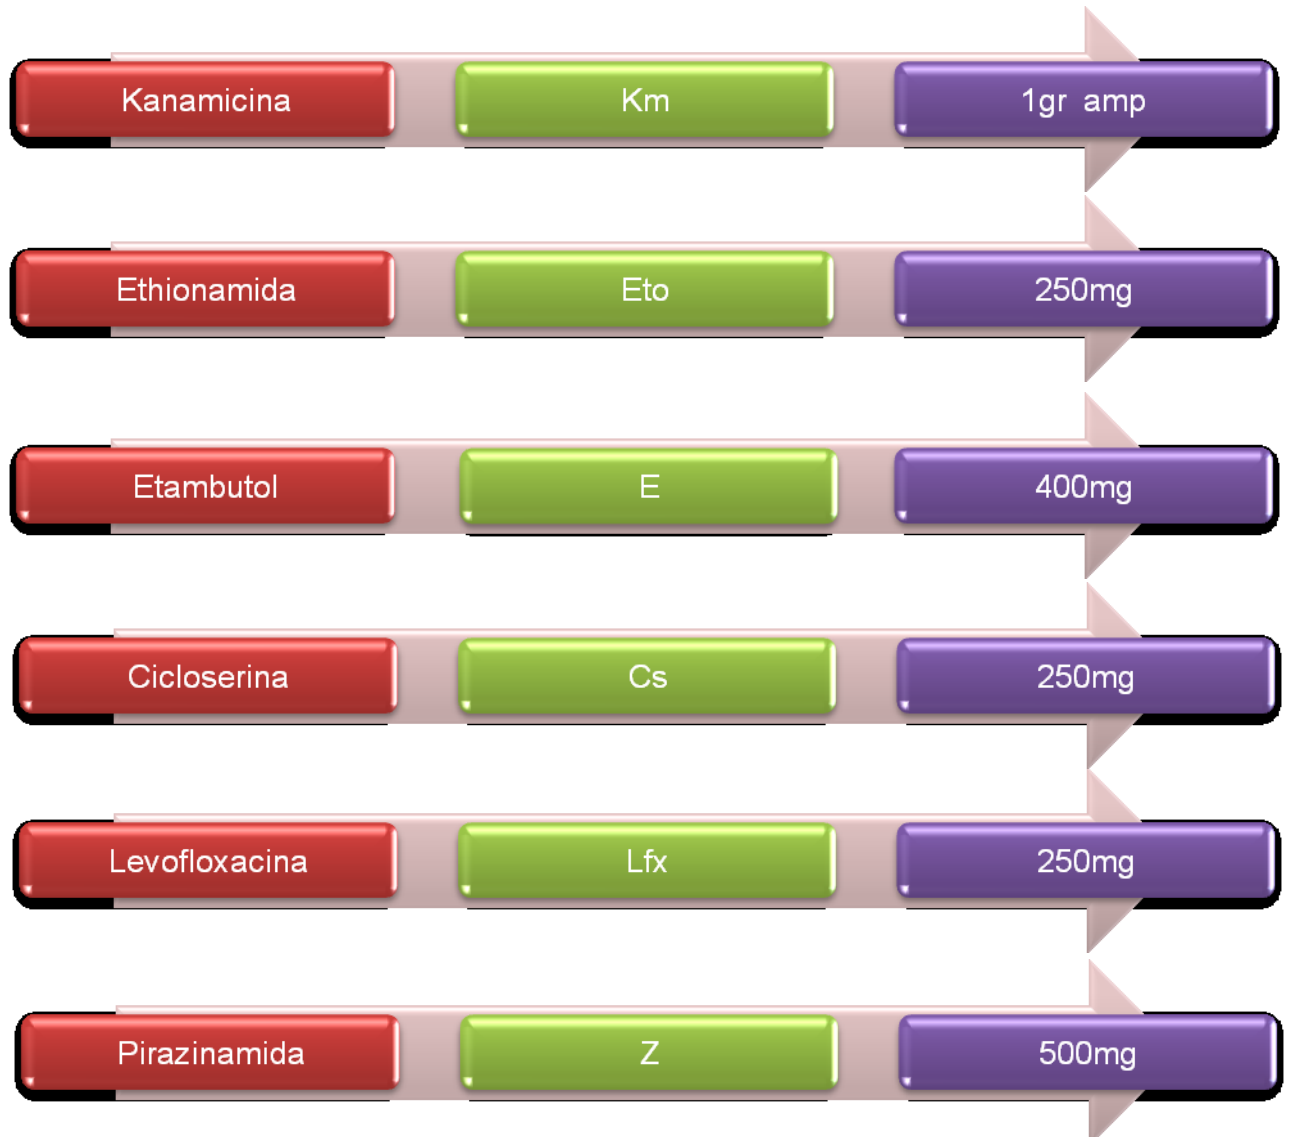 Kanamicina Km 1gr amp
Ethionamida Eto 250mg
Etambutol E 400mg
Cicloserina Cs 250mg
Levofloxacina Lfx 250mg
Pirazinamida Z 500mg